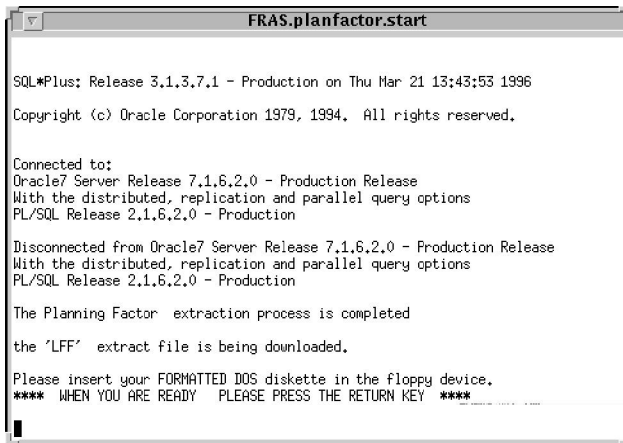 FRAS.planfactor.start
SQL*Plus: Release 3.1.3.7.1 - Production on Thu Mar 21 13:43:53 1996
Copyright (c) Oracle Corporation 1979, 1994.  All rights reserved.
Connected to:
Oracle7 Server Release 7.1.6.2.0 - Production Release
With the distributed, replication and parallel query options
PL/SQL Release 2.1.6.2.0 - Production
Disconnected from Oracle7 Server Release 7.1.6.2.0 - Production Release
With the distributed, replication and parallel query options
PL/SQL Release 2.1.6.2.0 - Production
The Planning Factor  extraction process is completed
the 'LFF'  extract file is being downloaded.
Please insert your FORMATTED DOS diskette in the floppy device.
****  WHEN YOU ARE READY   PLEASE PRESS THE RETURN KEY  ****